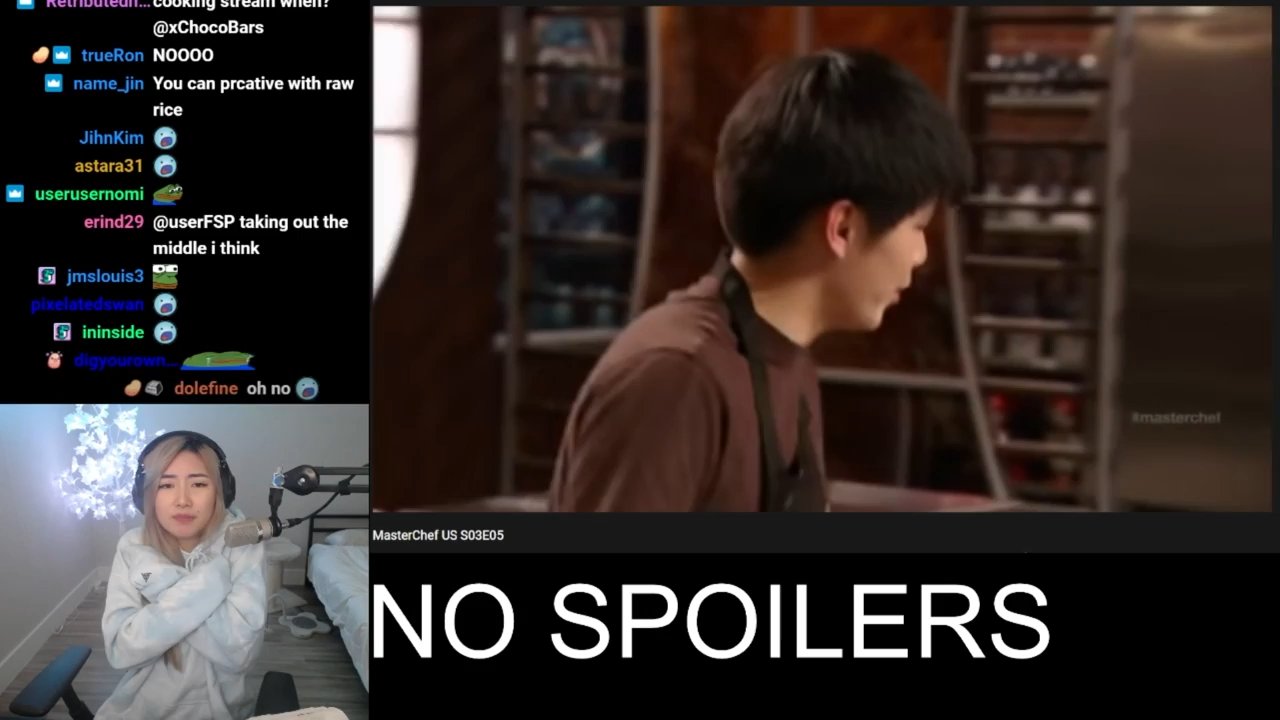 cooking stream when?
@xChocoBars
trueRon NOOOO
name_jin You can prcative with raw
rice
JihnKim
astara31
userusernomi
erind29 @userFSP taking out the
middle i think
jmslouis3
pixelatedswan
ininside
digyourown...
dolefine oh no
#masterchef
MasterChef US S03E05
NO SPOILERS